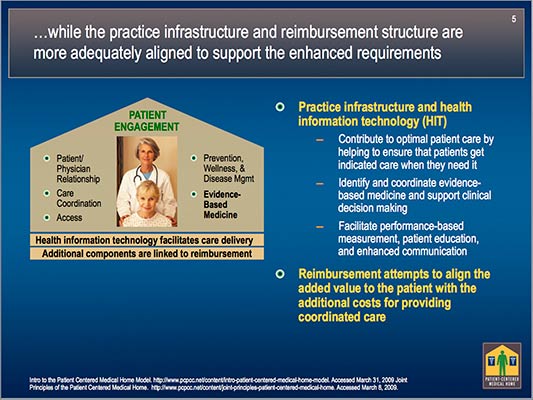 5
…while the practice infrastructure and reimbursement structure are
more adequately aligned to support the enhanced requirements
PATIENT
ENGAGEMENT
Patient/
Physician
Relationship
Care
Coordination
Access
Prevention,
Wellness, &
Disease Mgmt
Evidence-
Based
Medicine
Health information technology facilitates care delivery
Additional components are linked to reimbursement
Practice infrastructure and health
information technology (HIT)
– Contribute to optimal patient care by
helping to ensure that patients get
indicated care when they need it
– Identify and coordinate evidence-
based medicine and support clinical
decision making
– Facilitate performance-based
measurement, patient education,
and enhanced communication
Reimbursement attempts to align the
added value to the patient with the
additional costs for providing
coordinated care
Intro to the Patient Centered Medical Home Model. http://www.pcpcc.net/content/intro-patient-centered-medical-home-model. Accessed March 31, 2009 Joint
Principles of the Patient Centered Medical Home. http://www.pcpcc.net/content/joint-principles-patient-centered-medical-home. Accessed March 8, 2009.
PATIENT-CENTERED
MEDICAL HOME